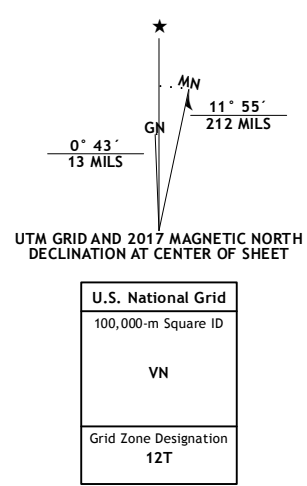 ★
MN
11° 55´
212 MILS
GN
0° 43´
13 MILS
UTM GRID AND 2017 MAGNETIC NORTH
DECLINATION AT CENTER OF SHEET
U.S. National Grid
100,000-m Square ID
VN
Grid Zone Designation
12T